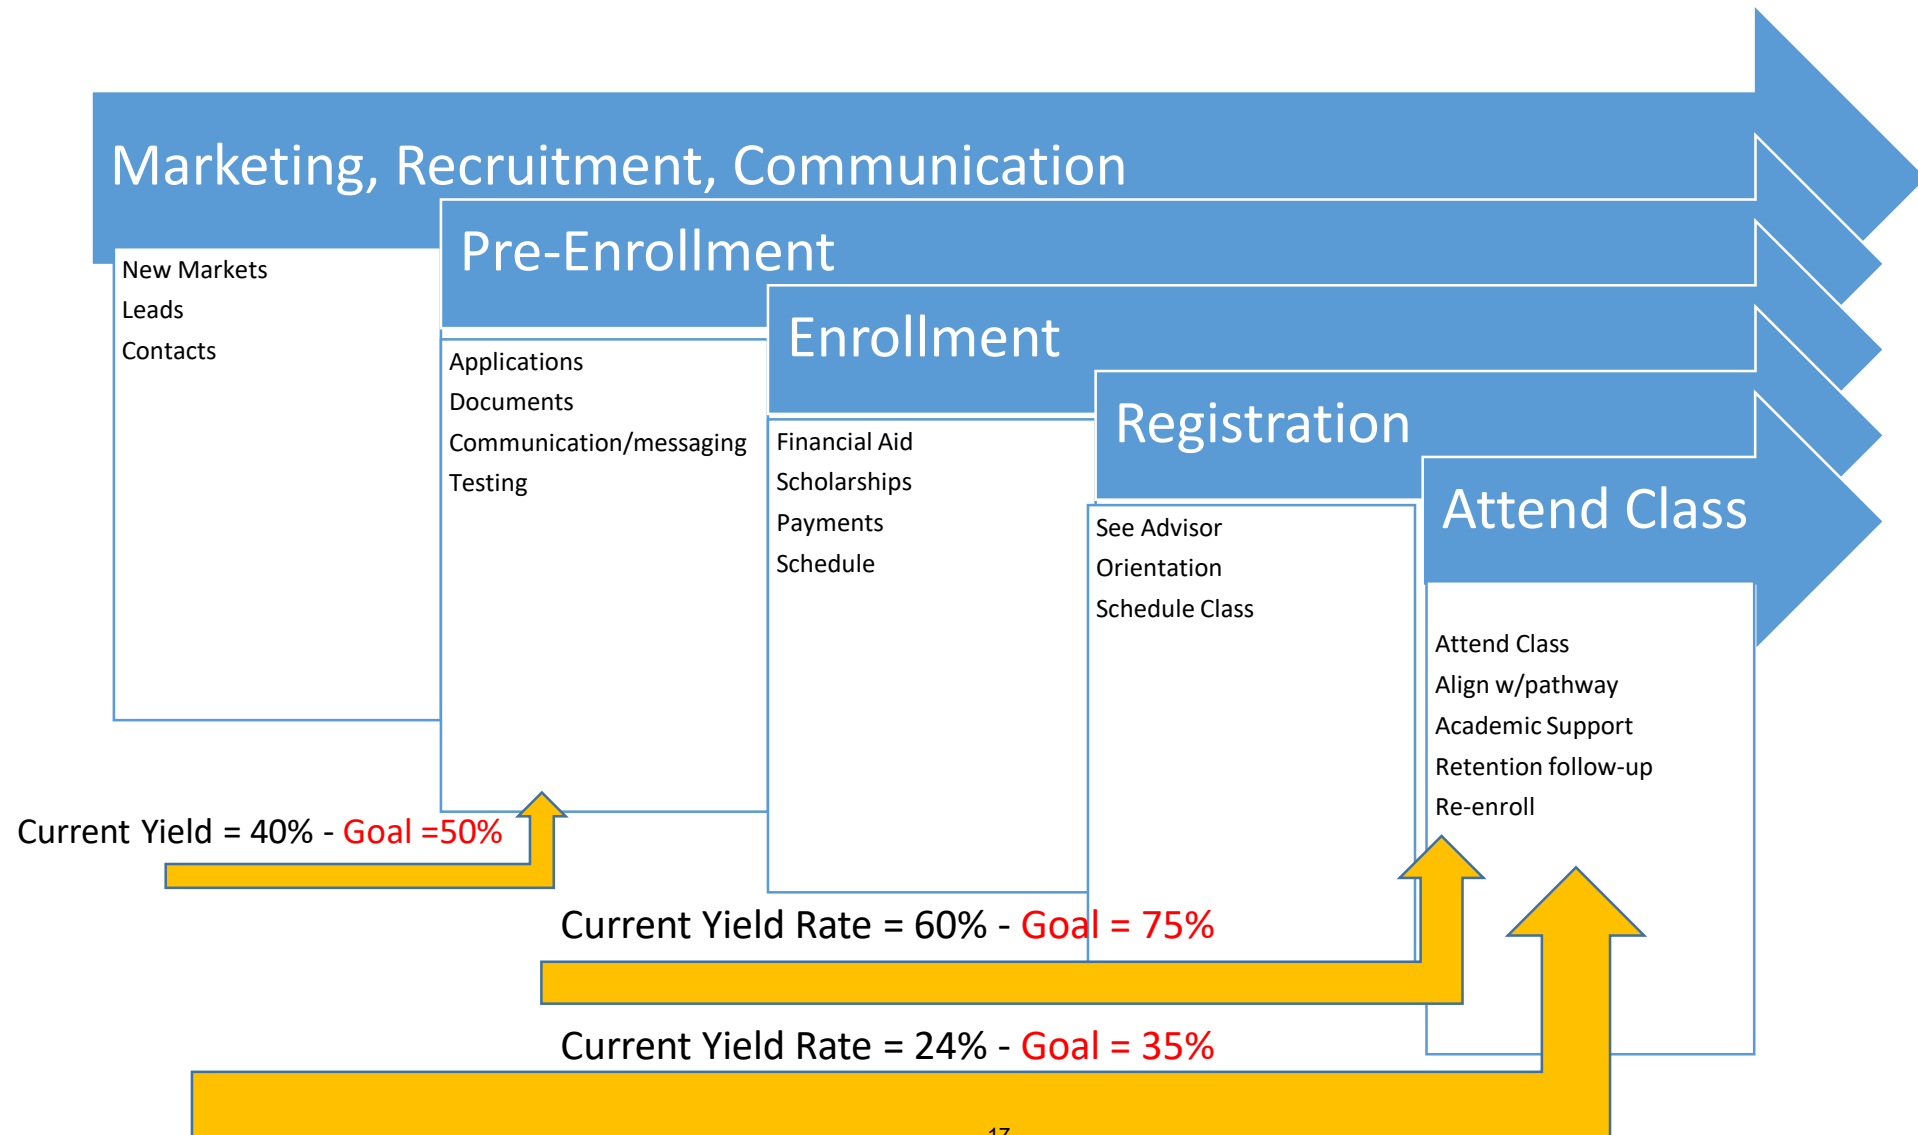 Marketing, Recruitment, Communication
New Markets
Leads
Contacts
Pre-Enrollment
Applications
Documents
Communication/messaging
Testing
Enrollment
Financial Aid
Scholarships
Payments
Schedule
Registration
See Advisor
Orientation
Schedule Class
Attend Class
Attend Class
Align w/pathway
Academic Support
Retention follow-up
Re-enroll
Current Yield = 40% - Goal =50%
Current Yield Rate = 60% - Goal = 75%
Current Yield Rate = 24% - Goal = 35%
17